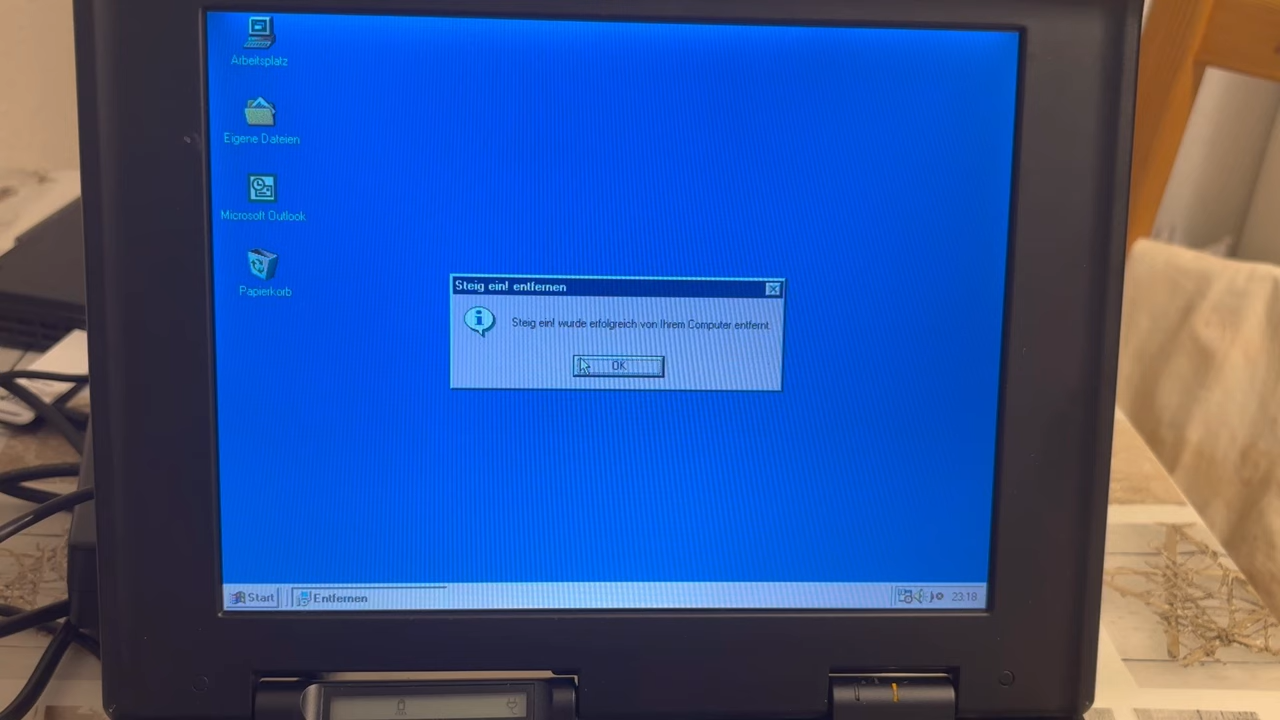 Arbeitsplatz
Eigene Dateien
Microsoft Outlook
Papierkorb
Steig ein! entfernen
Steig ein! wurde erfolgreich von Ihrem Computer entfernt.
OK
Start
Entfernen
23:18